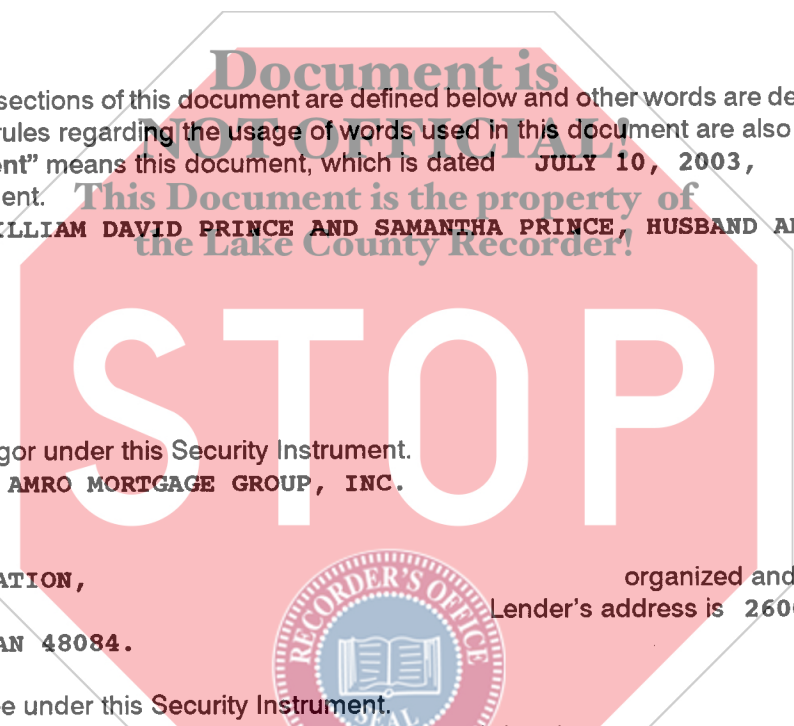 Document is
sections of this document are defined below and other words are de
rules regarding the usage of words used in this document are also
NOT OFFICIAL!
ent” means this document, which is dated JULY 10, 2003,
ent.
This Document is the property of
ILLIAM DAVID PRINCE AND SAMANTHA PRINCE, HUSBAND A
the Lake County Recorder!
STOP
gor under this Security Instrument.
AMRO MORTGAGE GROUP, INC.
ATION, organized and
RECORDER'S OFFICE
Lender's address is 260
AN 48084.
e under this Security Instrument.
SEAL